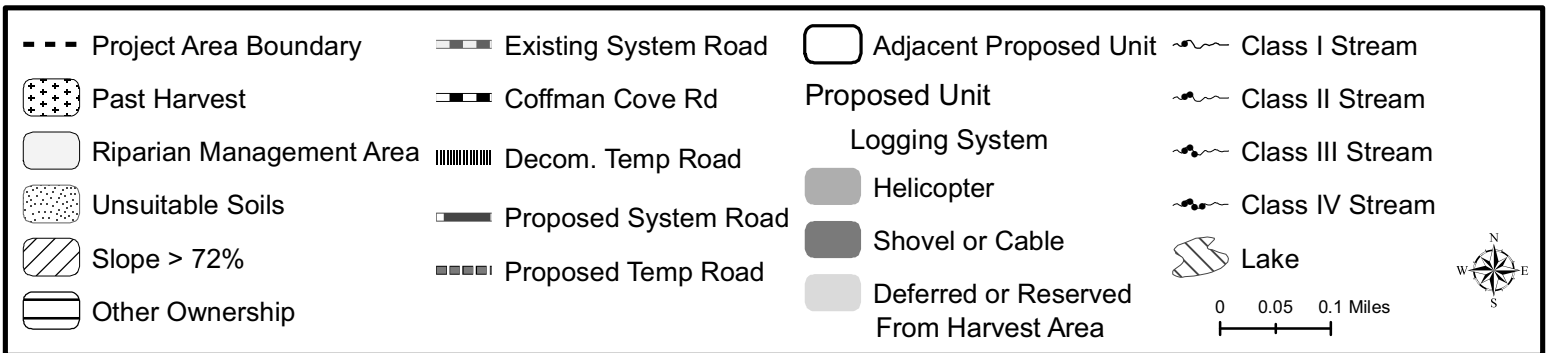 Project Area Boundary
Past Harvest
Riparian Management Area
Unsuitable Soils
Slope > 72%
Other Ownership
Existing System Road
Coffman Cove Rd
Decom. Temp Road
Proposed System Road
Proposed Temp Road
Adjacent Proposed Unit
Proposed Unit
Logging System
Helicopter
Shovel or Cable
Deferred or Reserved
From Harvest Area
Class I Stream
Class II Stream
Class III Stream
Class IV Stream
Lake
0 0.05 0.1 Miles
N
W E
S